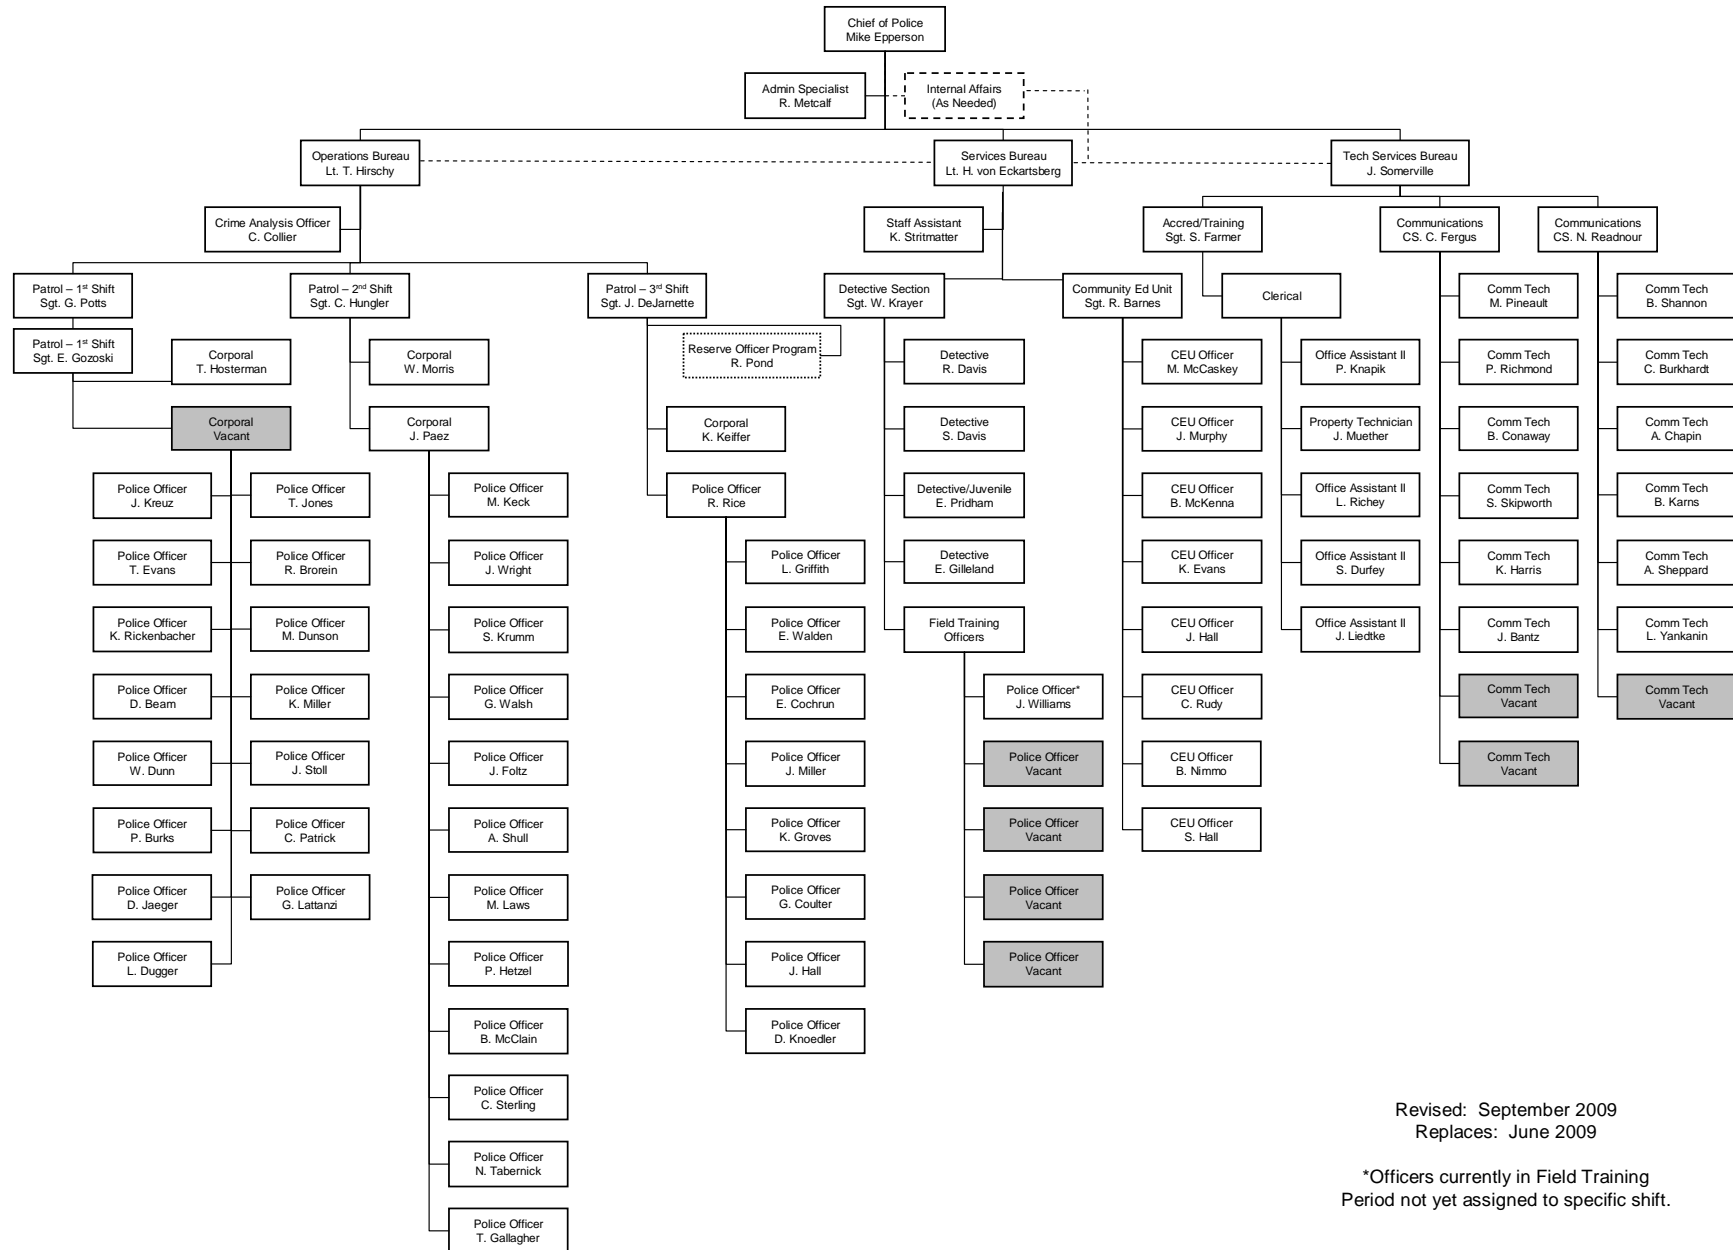 Chief of Police
Mike Epperson
Admin Specialist
R. Metcalf
Internal Affairs
(As Needed)
Operations Bureau
Lt. T. Hirschy
Services Bureau
Lt. H. von Eckartsberg
Tech Services Bureau
J. Somerville
Crime Analysis Officer
C. Collier
Staff Assistant
K. Stritmatter
Accred/Training
Sgt. S. Farmer
Communications
CS. C. Fergus
Communications
CS. N. Readnour
Patrol – 1st Shift
Sgt. G. Potts
Patrol – 2nd Shift
Sgt. C. Hungler
Patrol – 3rd Shift
Sgt. J. DeJarnette
Detective Section
Sgt. W. Krayer
Community Ed Unit
Sgt. R. Barnes
Clerical
Patrol – 1st Shift
Sgt. E. Gozoski
Corporal
T. Hosterman
Corporal
Vacant
Police Officer
J. Kreuz
Police Officer
T. Jones
Police Officer
T. Evans
Police Officer
R. Brorein
Police Officer
K. Rickenbacher
Police Officer
M. Dunson
Police Officer
D. Beam
Police Officer
K. Miller
Police Officer
W. Dunn
Police Officer
J. Stoll
Police Officer
P. Burks
Police Officer
C. Patrick
Police Officer
D. Jaeger
Police Officer
G. Lattanzi
Police Officer
L. Dugger
Corporal
W. Morris
Corporal
J. Paez
Police Officer
M. Keck
Police Officer
J. Wright
Police Officer
S. Krumm
Police Officer
G. Walsh
Police Officer
J. Foltz
Police Officer
A. Shull
Police Officer
M. Laws
Police Officer
P. Hetzel
Police Officer
B. McClain
Police Officer
C. Sterling
Police Officer
N. Tabernick
Police Officer
T. Gallagher
Reserve Officer Program
R. Pond
Corporal
K. Keiffer
Police Officer
R. Rice
Police Officer
L. Griffith
Police Officer
E. Walden
Police Officer
E. Cochrun
Police Officer
J. Miller
Police Officer
K. Groves
Police Officer
G. Coulter
Police Officer
J. Hall
Police Officer
D. Knoedler
Detective
R. Davis
Detective
S. Davis
Detective/Juvenile
E. Pridham
Detective
E. Gilleland
Field Training
Officers
Police Officer*
J. Williams
Police Officer
Vacant
Police Officer
Vacant
Police Officer
Vacant
Police Officer
Vacant
CEU Officer
M. McCaskey
CEU Officer
J. Murphy
CEU Officer
B. McKenna
CEU Officer
K. Evans
CEU Officer
J. Hall
CEU Officer
C. Rudy
CEU Officer
B. Nimmo
CEU Officer
S. Hall
Office Assistant II
P. Knapik
Property Technician
J. Muether
Office Assistant II
L. Richey
Office Assistant II
S. Durfey
Office Assistant II
J. Liedtke
Comm Tech
M. Pineault
Comm Tech
P. Richmond
Comm Tech
B. Conaway
Comm Tech
S. Skipworth
Comm Tech
K. Harris
Comm Tech
J. Bantz
Comm Tech
Vacant
Comm Tech
Vacant
Comm Tech
B. Shannon
Comm Tech
C. Burkhardt
Comm Tech
A. Chapin
Comm Tech
B. Karns
Comm Tech
A. Sheppard
Comm Tech
L. Yankanin
Comm Tech
Vacant
Revised: September 2009
Replaces: June 2009
*Officers currently in Field Training
Period not yet assigned to specific shift.